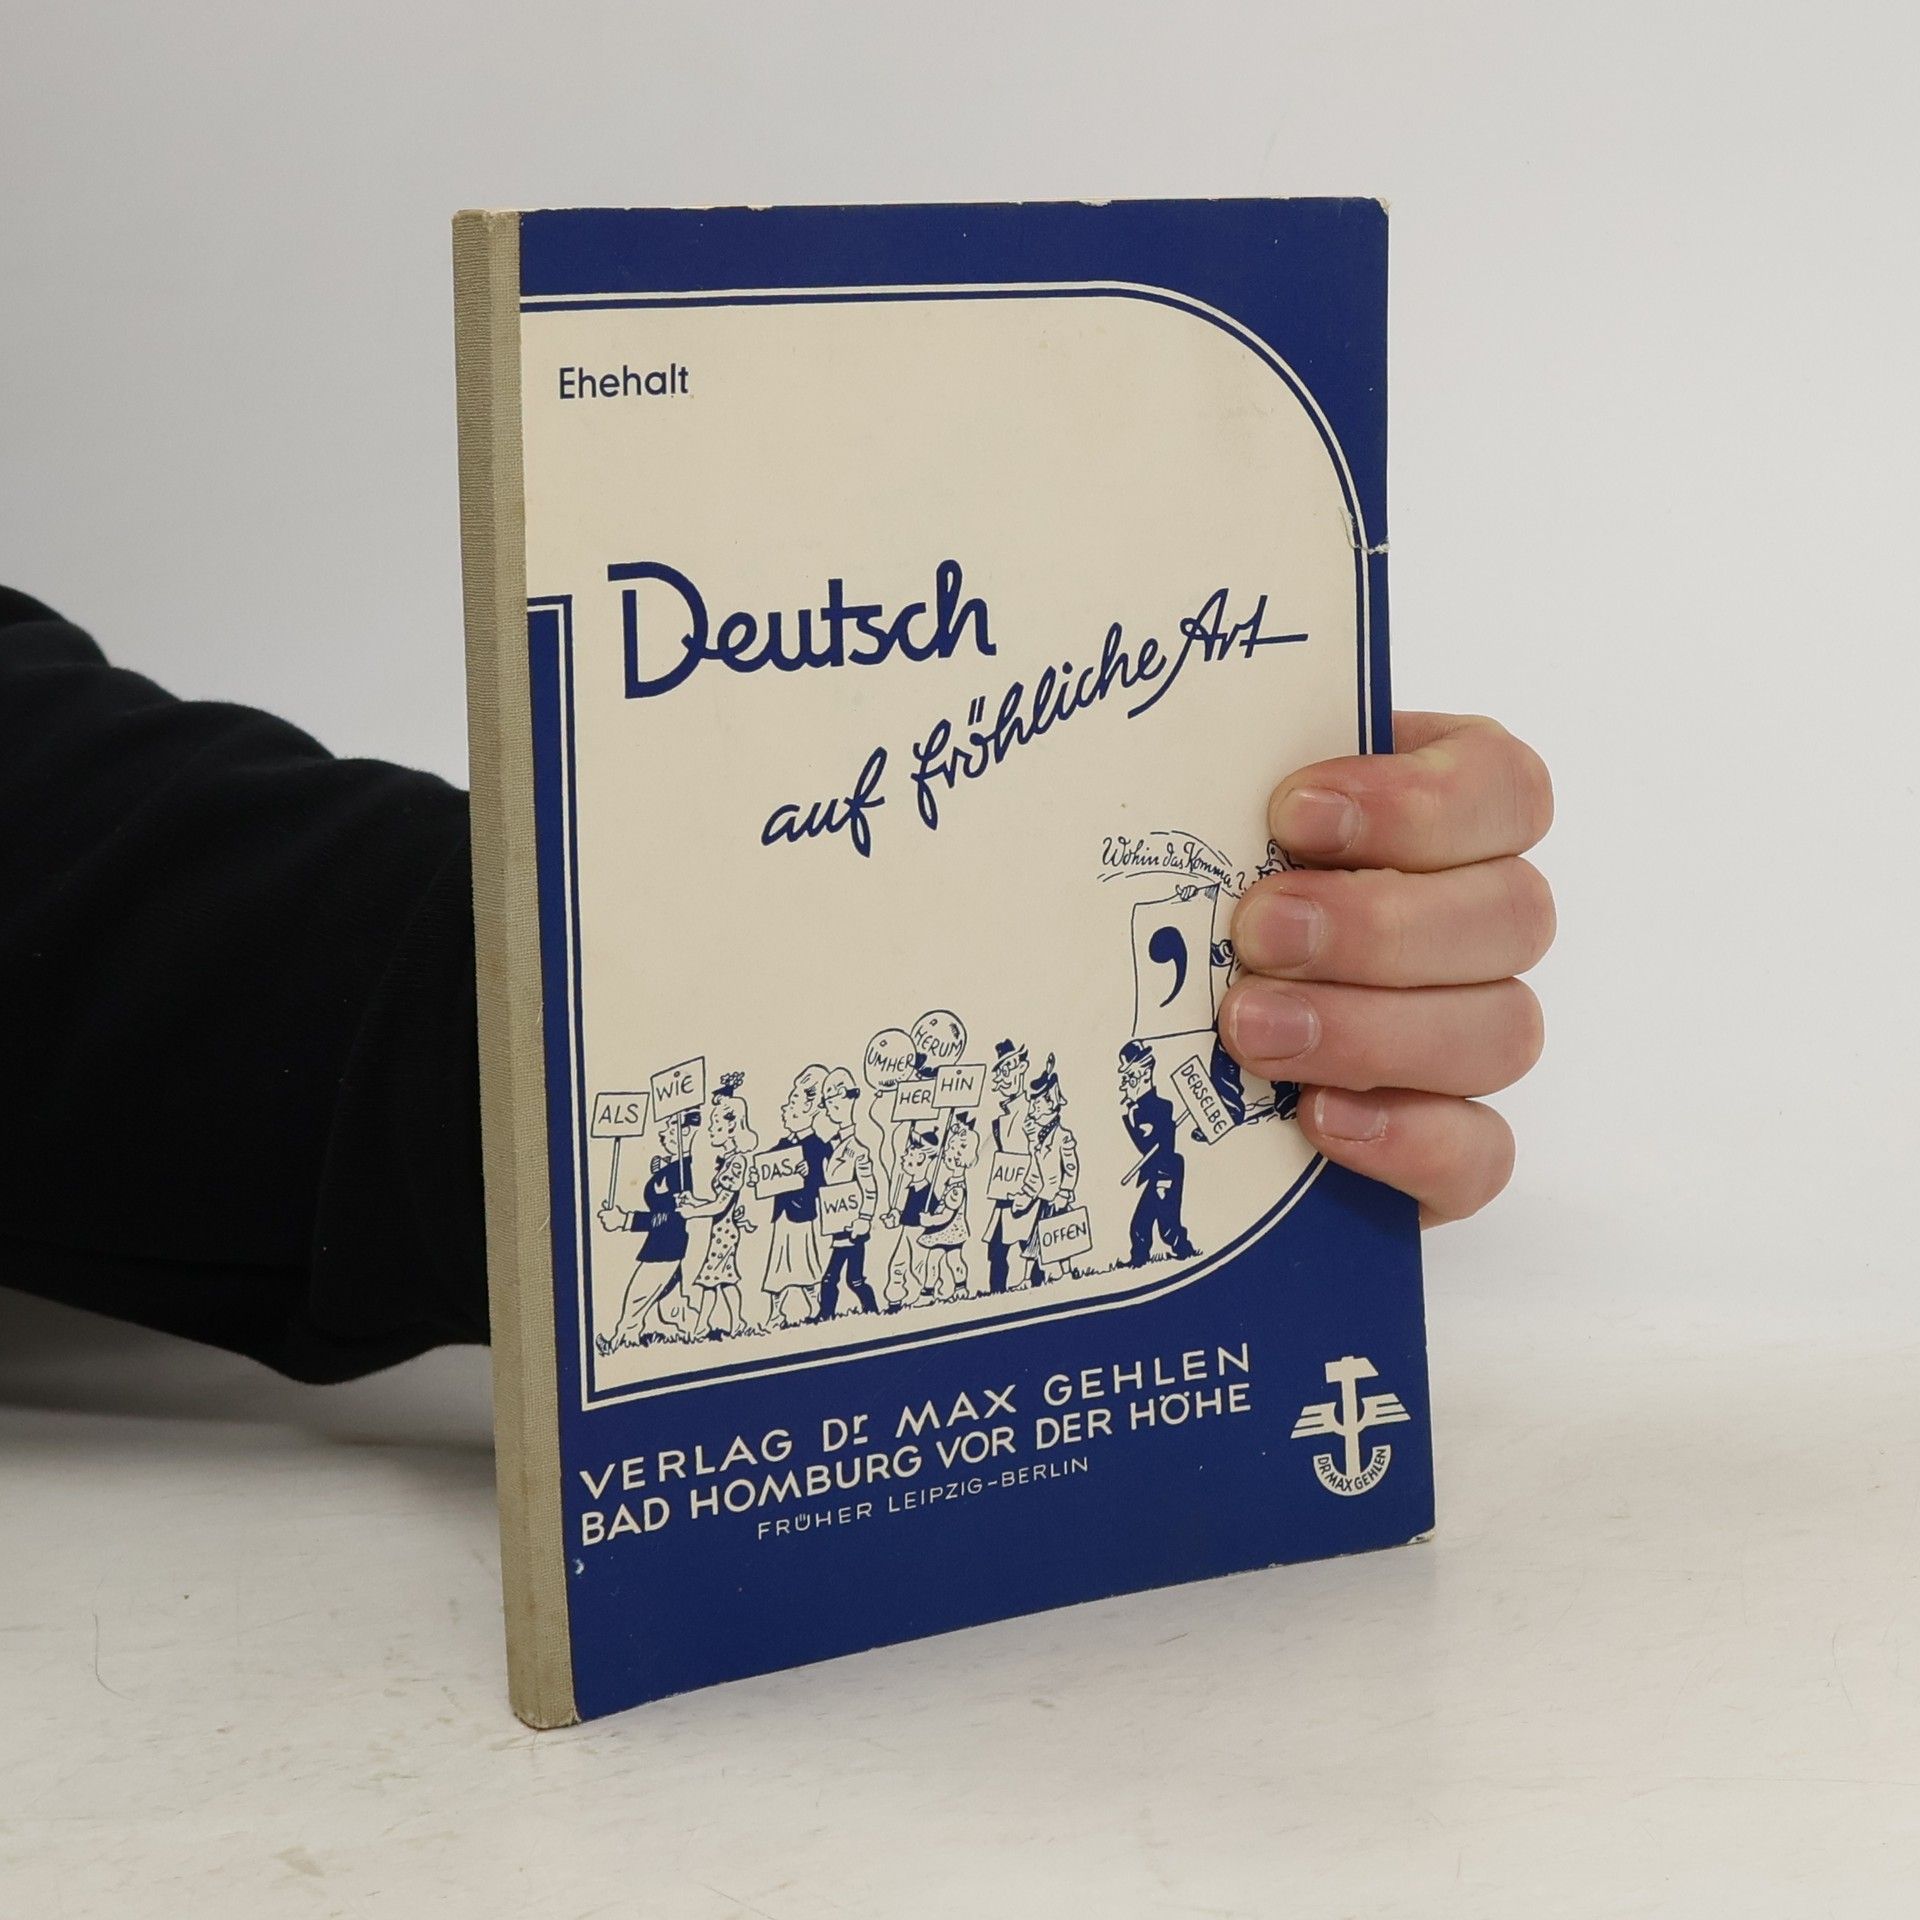 Ehehalt
Deutsch
auf fröhliche Art
Wohin das Komma?
,
ALS
WIE
DAS
WAS
UMHER
HERUM
HER
HIN
AUF
OFFEN
DERSELBE
VERLAG Dr MAX GEHLEN
BAD HOMBURG VOR DER HÖHE
FRÜHER LEIPZIG-BERLIN
DR MAX GEHLEN